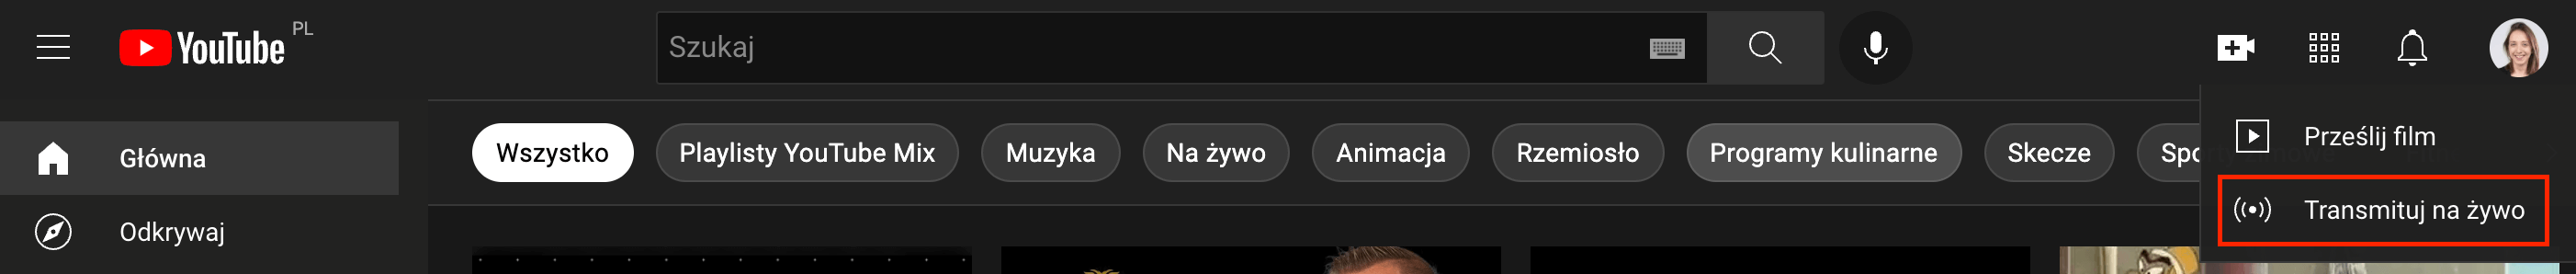 YouTube PL
Szukaj
Główna
Odkrywaj
Wszystko Playlisty YouTube Mix Muzyka Na żywo Animacja Rzemiosło Programy kulinarne Skecze
Prześlij film
Transmituj na żywo